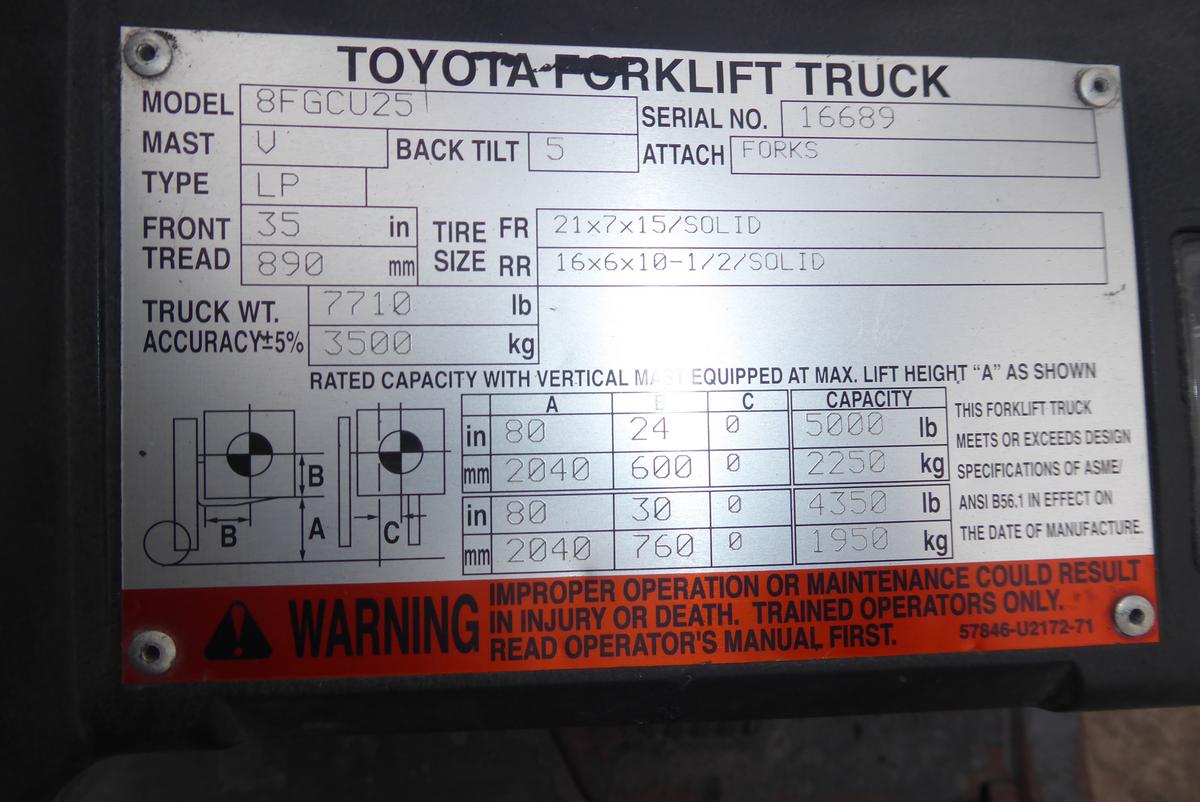 TOYOTA FORKLIFT TRUCK
MODEL 8FGCU25 SERIAL NO. 16689
MAST V BACK TILT 5 ATTACH FORKS
TYPE LP
FRONT TREAD 35 in TIRE SIZE FR 21x7x15/SOLID
890 mm RR 16x6x10-1/2/SOLID
TRUCK WT. 7710 lb
ACCURACY±5% 3500 kg
RATED CAPACITY WITH VERTICAL MAST EQUIPPED AT MAX. LIFT HEIGHT "A" AS SHOWN
A B C CAPACITY
in 80 24 0 5000 lb
mm 2040 600 0 2250 kg
in 80 30 0 4350 lb
mm 2040 760 0 1950 kg
B
B
A
C
THIS FORKLIFT TRUCK
MEETS OR EXCEEDS DESIGN
SPECIFICATIONS OF ASME/
ANSI B56.1 IN EFFECT ON
THE DATE OF MANUFACTURE.
WARNING
IMPROPER OPERATION OR MAINTENANCE COULD RESULT
IN INJURY OR DEATH. TRAINED OPERATORS ONLY.
READ OPERATOR'S MANUAL FIRST.
57846-U2172-71